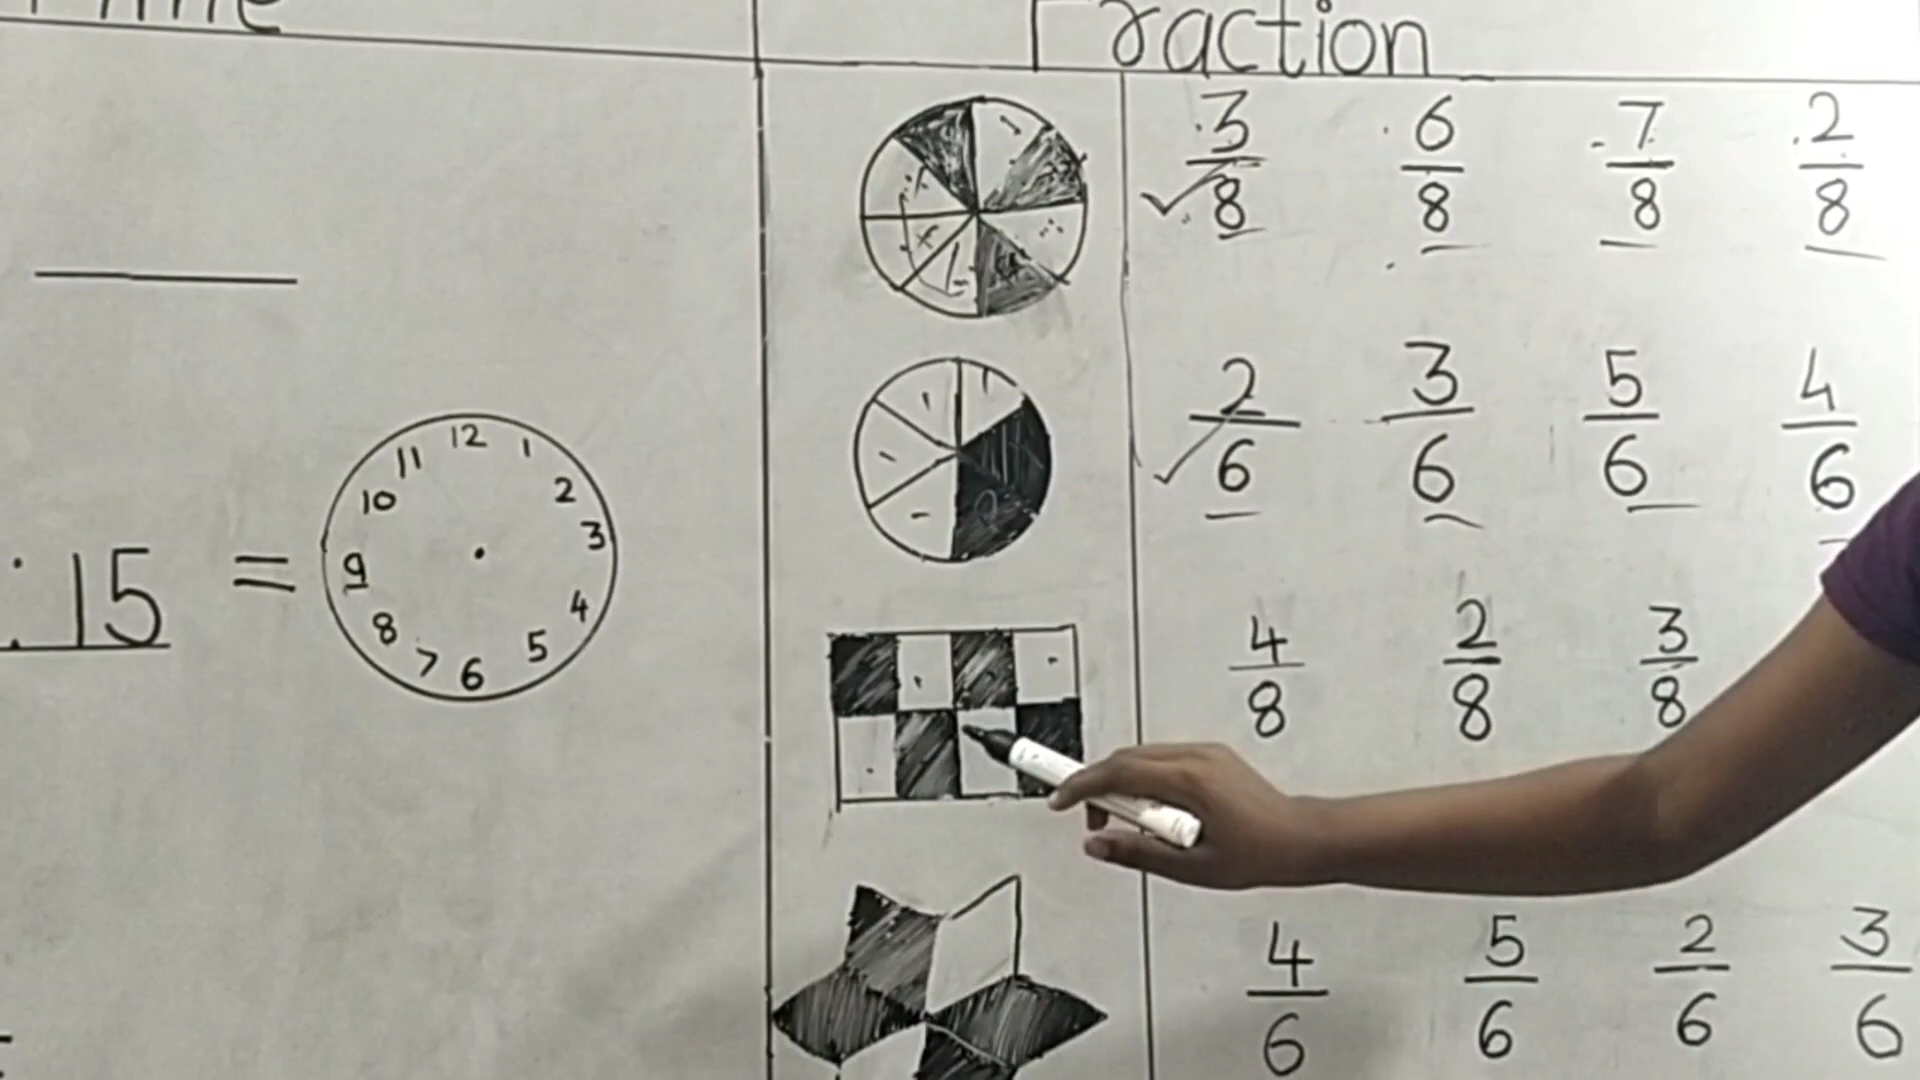 Time
Fraction
3/8 6/8 7/8 2/8
2/6 3/6 5/6 4/6
:15 =
12 1 2 3 4 5 6 7 8 9 10 11
4/8 2/8 3/8
4/6 5/6 2/6 3/6